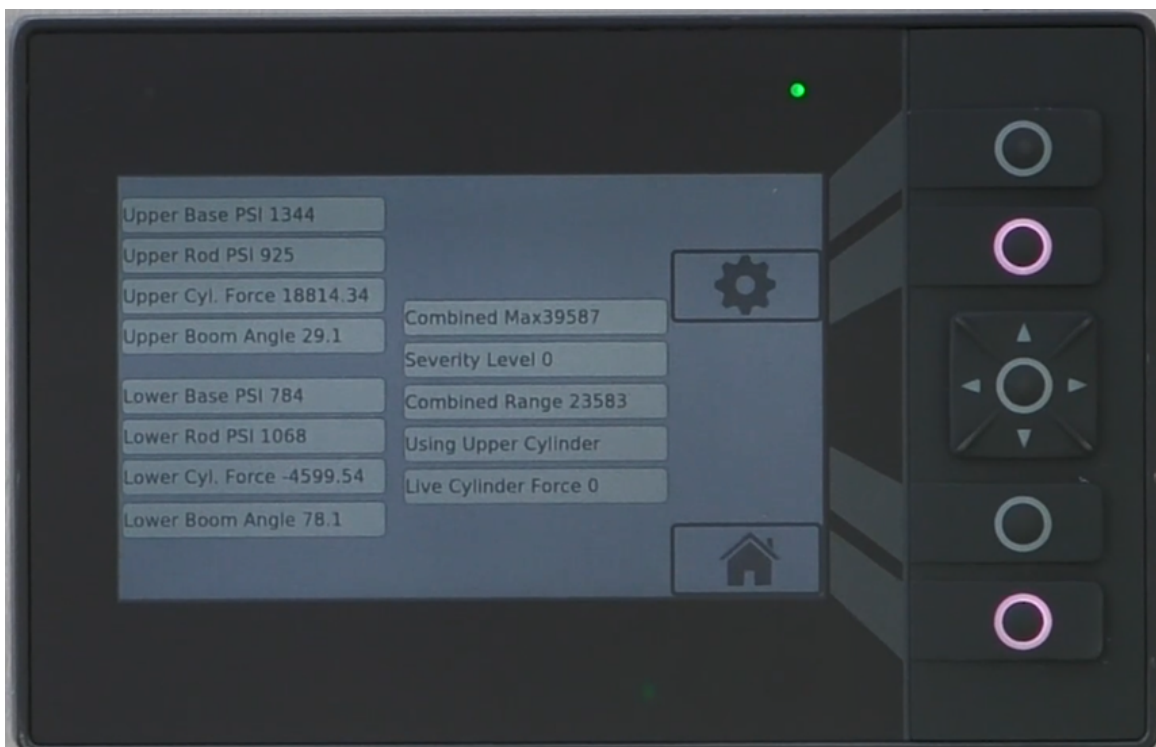 Upper Base PSI 1344
Upper Rod PSI 925
Upper Cyl. Force 18814.34
Upper Boom Angle 29.1
Lower Base PSI 784
Lower Rod PSI 1068
Lower Cyl. Force -4599.54
Lower Boom Angle 78.1
Combined Max39587
Severity Level 0
Combined Range 23583
Using Upper Cylinder
Live Cylinder Force 0